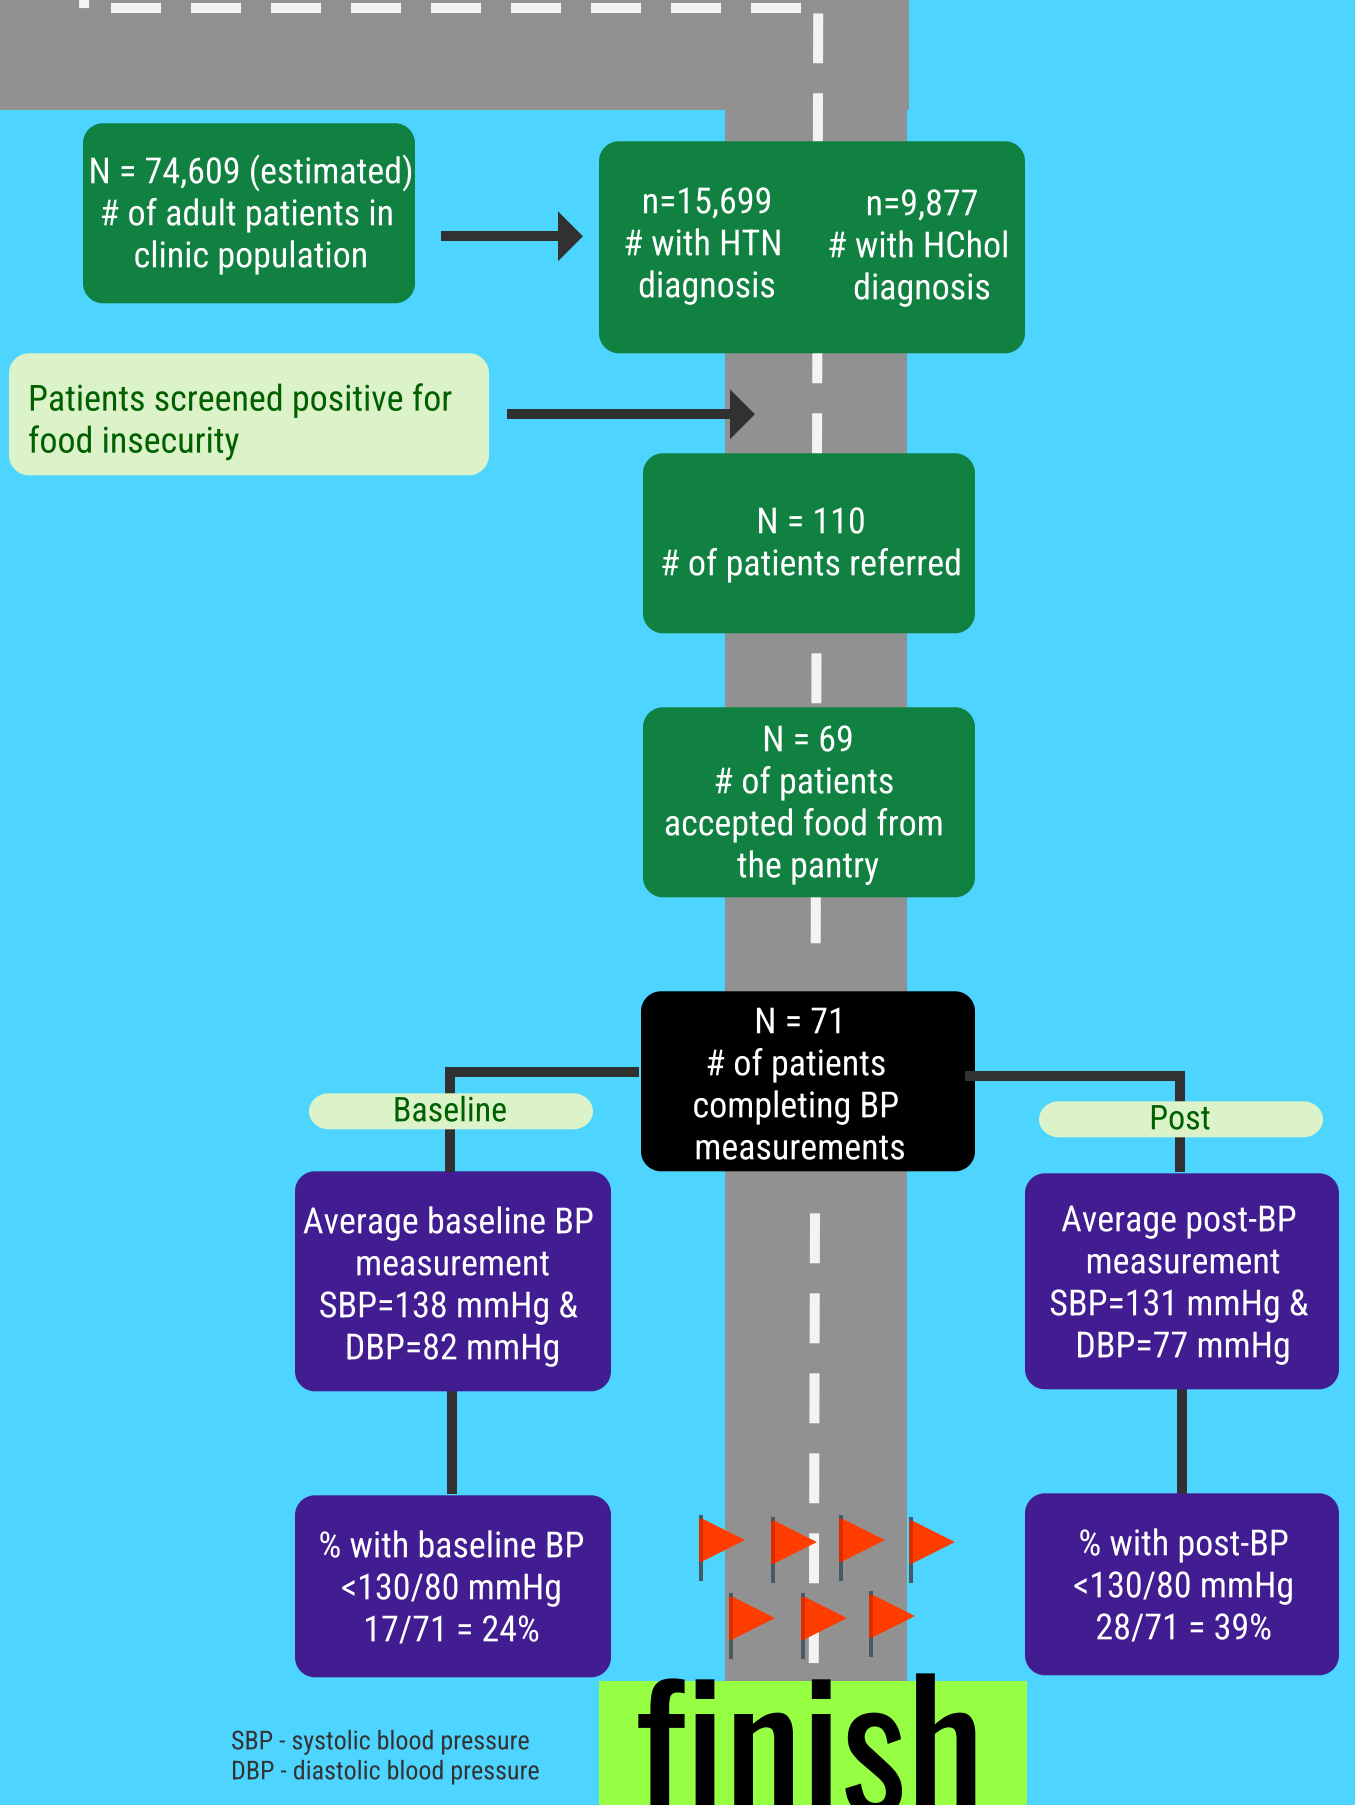 N = 74,609 (estimated)
# of adult patients in
clinic population
n=15,699
# with HTN
diagnosis
n=9,877
# with HChol
diagnosis
Patients screened positive for
food insecurity
N = 110
# of patients referred
N = 69
# of patients
accepted food from
the pantry
N = 71
# of patients
completing BP
measurements
Baseline
Post
Average baseline BP
measurement
SBP=138 mmHg &
DBP=82 mmHg
Average post-BP
measurement
SBP=131 mmHg &
DBP=77 mmHg
% with baseline BP
<130/80 mmHg
17/71 = 24%
% with post-BP
<130/80 mmHg
28/71 = 39%
finish
SBP - systolic blood pressure
DBP - diastolic blood pressure